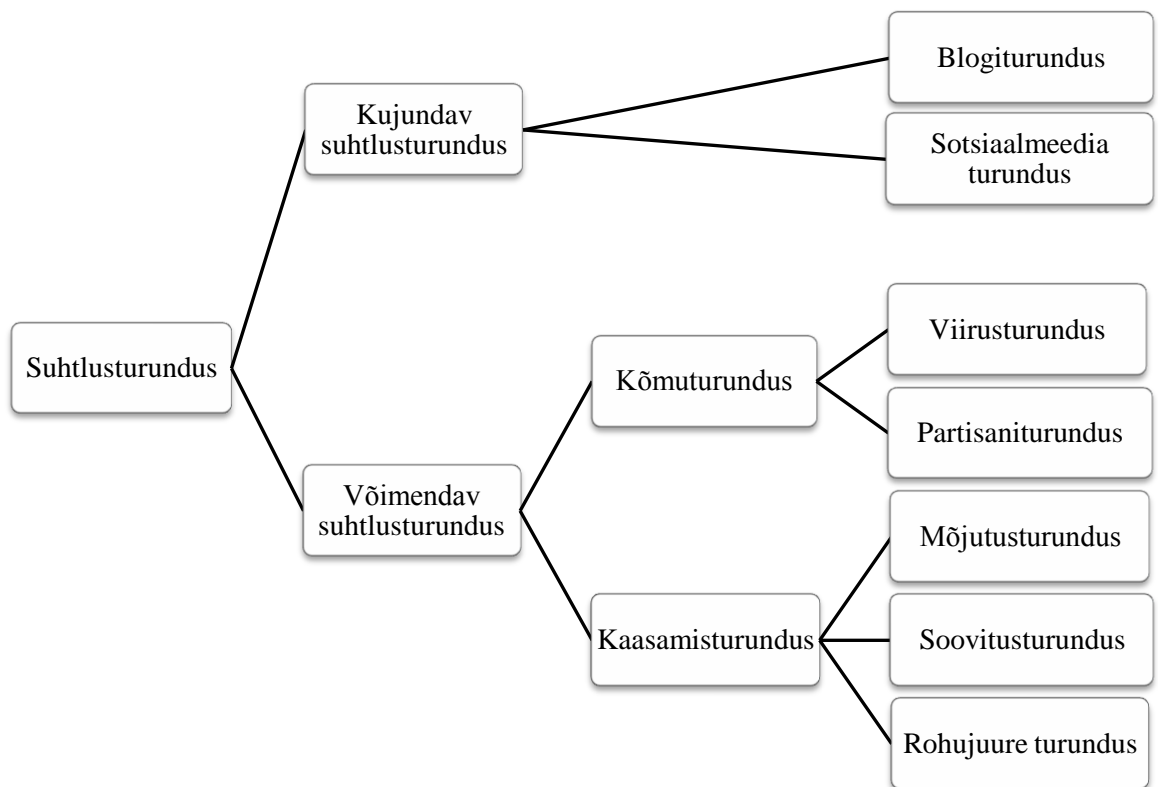 Blogiturundus
Kujundav
suhtlusturundus
Sotsiaalmeedia
turundus
Viirusturundus
Suhtlusturundus
Kõmuturundus
Partisaniturundus
Võimendav
suhtlusturundus
Mõjutusturundus
Kaasamisturundus
Soovitusturundus
Rohujuure turundus